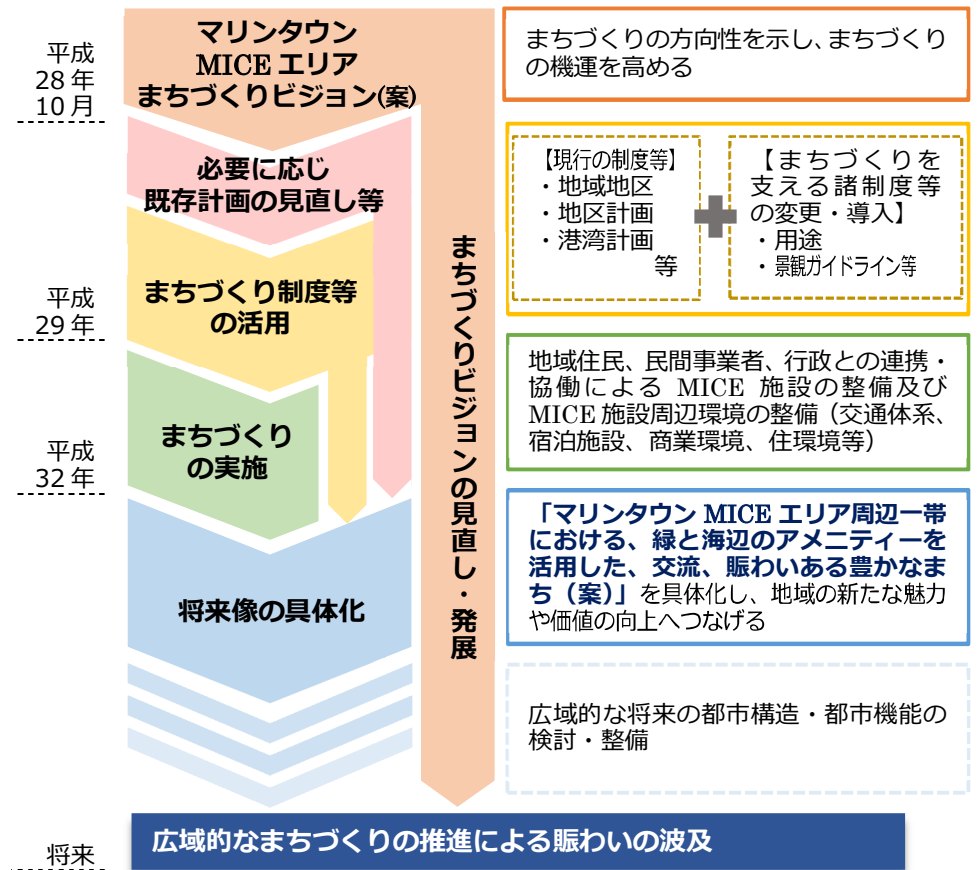 平成
28年
10月
マリンタウン
MICEエリア
まちづくりビジョン(案)
まちづくりの方向性を示し、まちづくり
の機運を高める
必要に応じ
既存計画の見直し等
【現行の制度等】
・地域地区
・地区計画
・港湾計画
等
【まちづくりを
支える諸制度等
の変更・導入】
・用途
・景観ガイドライン等
平成
29年
まちづくり制度等
の活用
まちづくりビジョンの見直し・発展
地域住民、民間事業者、行政との連携・
協働による MICE 施設の整備及び
MICE 施設周辺環境の整備（交通体系、
宿泊施設、商業環境、住環境等）
平成
32年
まちづくり
の実施
「マリンタウン MICE エリア周辺一帯
における、緑と海辺のアメニティーを
活用した、交流、賑わいある豊かなま
ち（案）」を具体化し、地域の新たな魅力
や価値の向上へつなげる
将来像の具体化
広域的な将来の都市構造・都市機能の
検討・整備
将来
広域的なまちづくりの推進による賑わいの波及